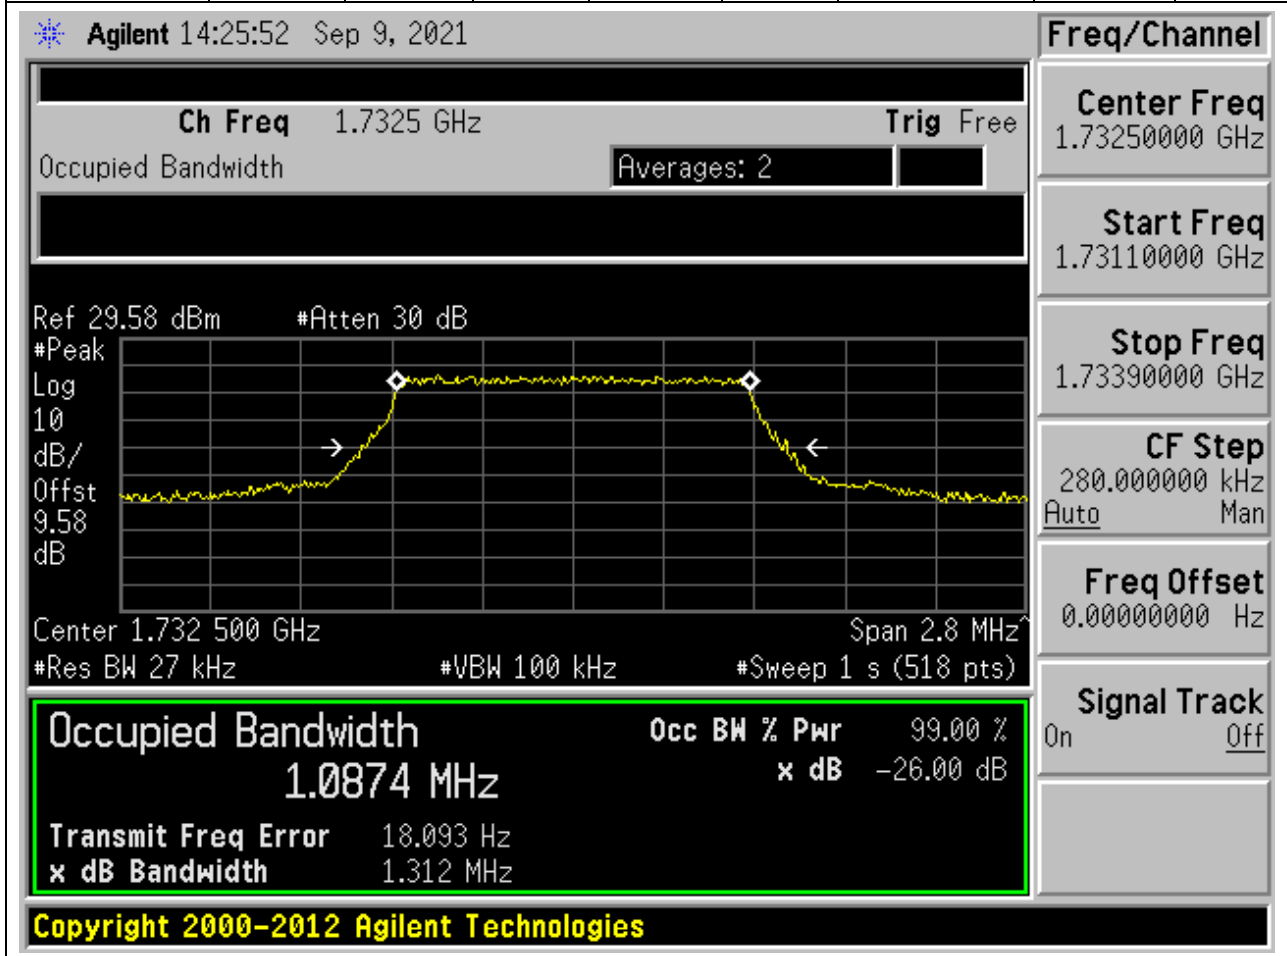 Agilent 14:25:52 Sep 9, 2021
Freq/Channel
Ch Freq 1.7325 GHz
Trig Free
Occupied Bandwidth
Averages: 2
Ref 29.58 dBm
#Atten 30 dB
#Peak
Log
10
dB/
Offst
9.58
dB
Center 1.732 500 GHz
Span 2.8 MHz^
#Res BW 27 kHz
#VBW 100 kHz
#Sweep 1 s (518 pts)
Occupied Bandwidth
1.0874 MHz
Occ BW % Pwr 99.00 %
x dB -26.00 dB
Transmit Freq Error 18.093 Hz
x dB Bandwidth 1.312 MHz
Center Freq
1.73250000 GHz
Start Freq
1.73110000 GHz
Stop Freq
1.73390000 GHz
CF Step
280.000000 kHz
Auto Man
Freq Offset
0.00000000 Hz
Signal Track
On Off
Copyright 2000-2012 Agilent Technologies